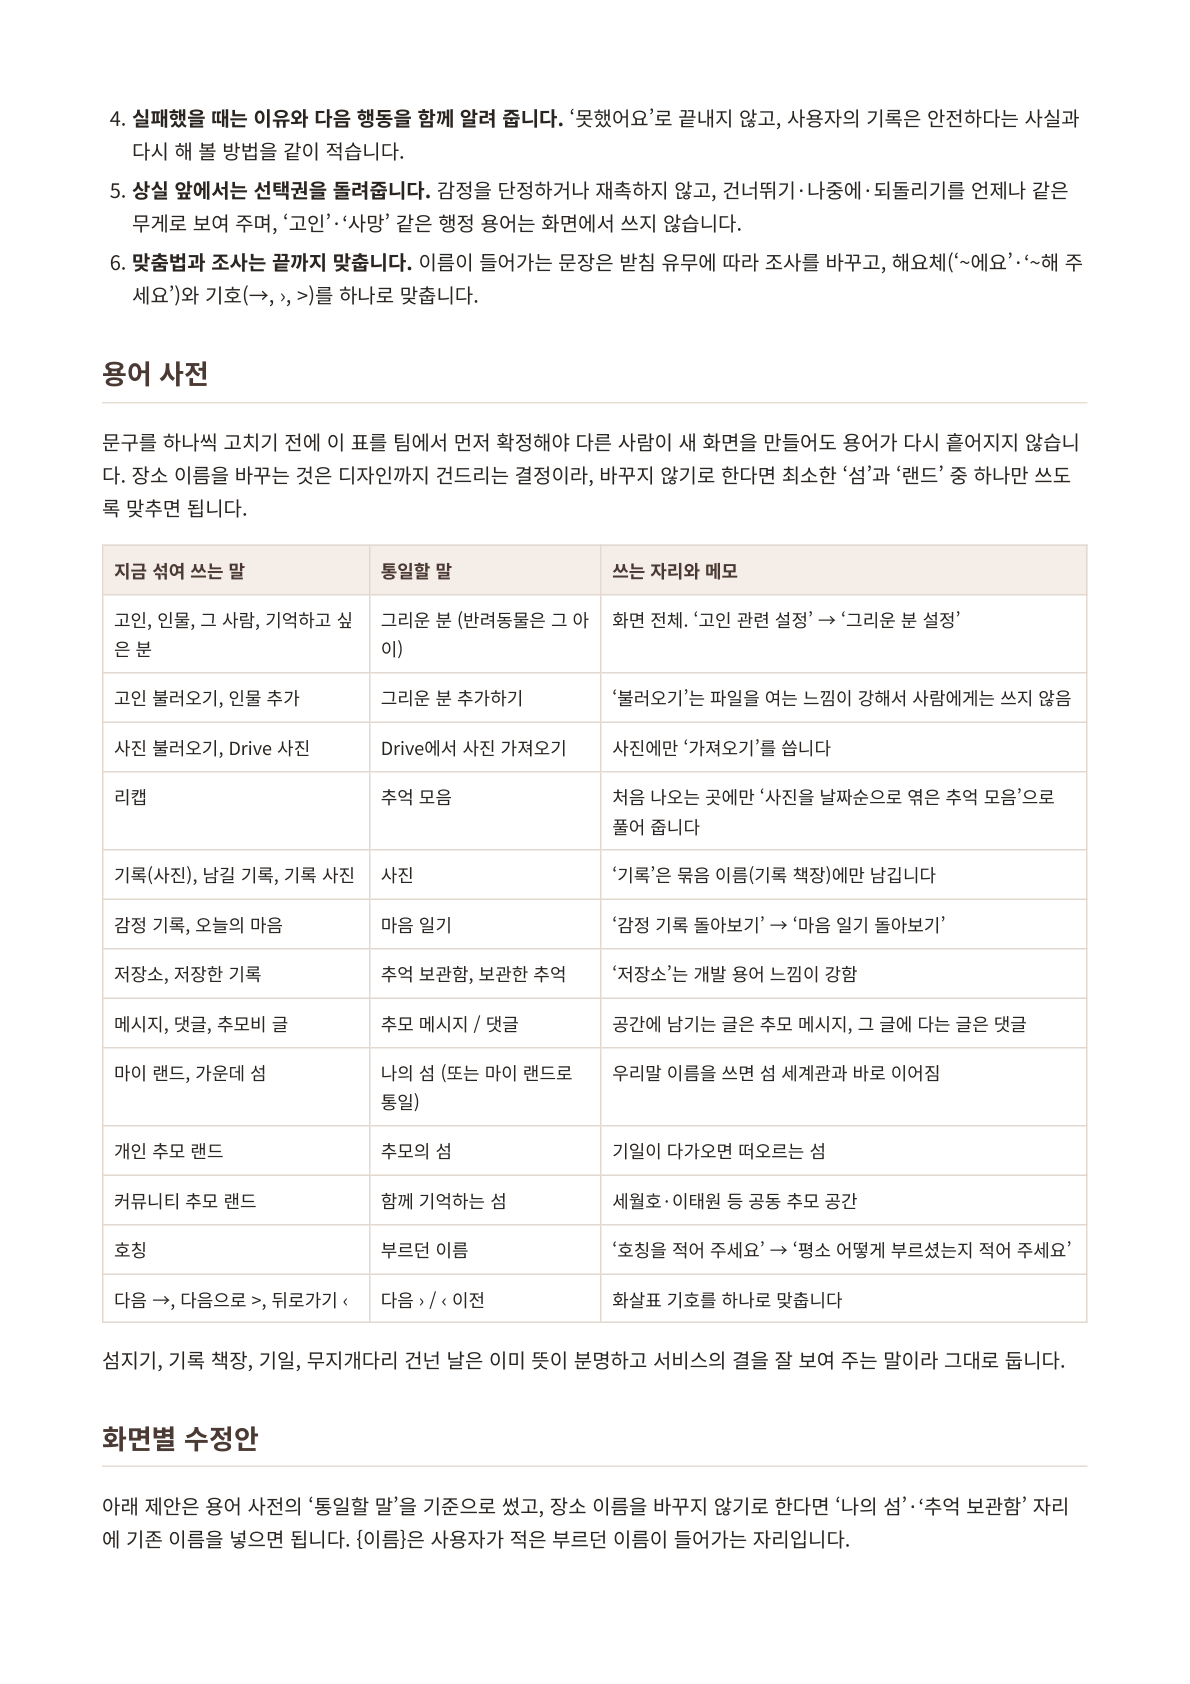 4. 실패했을 때는 이유와 다음 행동을 함께 알려 줍니다. ‘못했어요’로 끝내지 않고, 사용자의 기록은 안전하다는 사실과
다시 해 볼 방법을 같이 적습니다.
5. 상실 앞에서는 선택권을 돌려줍니다. 감정을 단정하거나 재촉하지 않고, 건너뛰기·나중에·되돌리기를 언제나 같은
무게로 보여 주며, ‘고인’·‘사망’ 같은 행정 용어는 화면에서 쓰지 않습니다.
6. 맞춤법과 조사는 끝까지 맞춥니다. 이름이 들어가는 문장은 받침 유무에 따라 조사를 바꾸고, 해요체(‘~에요’·‘~해 주
세요’)와 기호(→, ›, >)를 하나로 맞춥니다.
용어 사전
문구를 하나씩 고치기 전에 이 표를 팀에서 먼저 확정해야 다른 사람이 새 화면을 만들어도 용어가 다시 흩어지지 않습니
다. 장소 이름을 바꾸는 것은 디자인까지 건드리는 결정이라, 바꾸지 않기로 한다면 최소한 ‘섬’과 ‘랜드’ 중 하나만 쓰도
록 맞추면 됩니다.
지금 섞여 쓰는 말 통일할 말 쓰는 자리와 메모
고인, 인물, 그 사람, 기억하고 싶 그리운 분 (반려동물은 그 아 화면 전체. ‘고인 관련 설정’ → ‘그리운 분 설정’
은 분 이)
고인 불러오기, 인물 추가 그리운 분 추가하기 ‘불러오기’는 파일을 여는 느낌이 강해서 사람에게는 쓰지 않음
사진 불러오기, Drive 사진 Drive에서 사진 가져오기 사진에만 ‘가져오기’를 씁니다
리캡 추억 모음 처음 나오는 곳에만 ‘사진을 날짜순으로 엮은 추억 모음’으로
풀어 줍니다
기록(사진), 남길 기록, 기록 사진 사진 ‘기록’은 묶음 이름(기록 책장)에만 남깁니다
감정 기록, 오늘의 마음 마음 일기 ‘감정 기록 돌아보기’ → ‘마음 일기 돌아보기’
저장소, 저장한 기록 추억 보관함, 보관한 추억 ‘저장소’는 개발 용어 느낌이 강함
메시지, 댓글, 추모비 글 추모 메시지 / 댓글 공간에 남기는 글은 추모 메시지, 그 글에 다는 글은 댓글
마이 랜드, 가운데 섬 나의 섬 (또는 마이 랜드로 우리말 이름을 쓰면 섬 세계관과 바로 이어짐
통일)
개인 추모 랜드 추모의 섬 기일이 다가오면 떠오르는 섬
커뮤니티 추모 랜드 함께 기억하는 섬 세월호·이태원 등 공동 추모 공간
호칭 부르던 이름 ‘호칭을 적어 주세요’ → ‘평소 어떻게 부르셨는지 적어 주세요’
다음 →, 다음으로 >, 뒤로가기 ‹ 다음 › / ‹ 이전 화살표 기호를 하나로 맞춥니다
섬지기, 기록 책장, 기일, 무지개다리 건넌 날은 이미 뜻이 분명하고 서비스의 결을 잘 보여 주는 말이라 그대로 둡니다.
화면별 수정안
아래 제안은 용어 사전의 ‘통일할 말’을 기준으로 썼고, 장소 이름을 바꾸지 않기로 한다면 ‘나의 섬’·‘추억 보관함’ 자리
에 기존 이름을 넣으면 됩니다. {이름}은 사용자가 적은 부르던 이름이 들어가는 자리입니다.